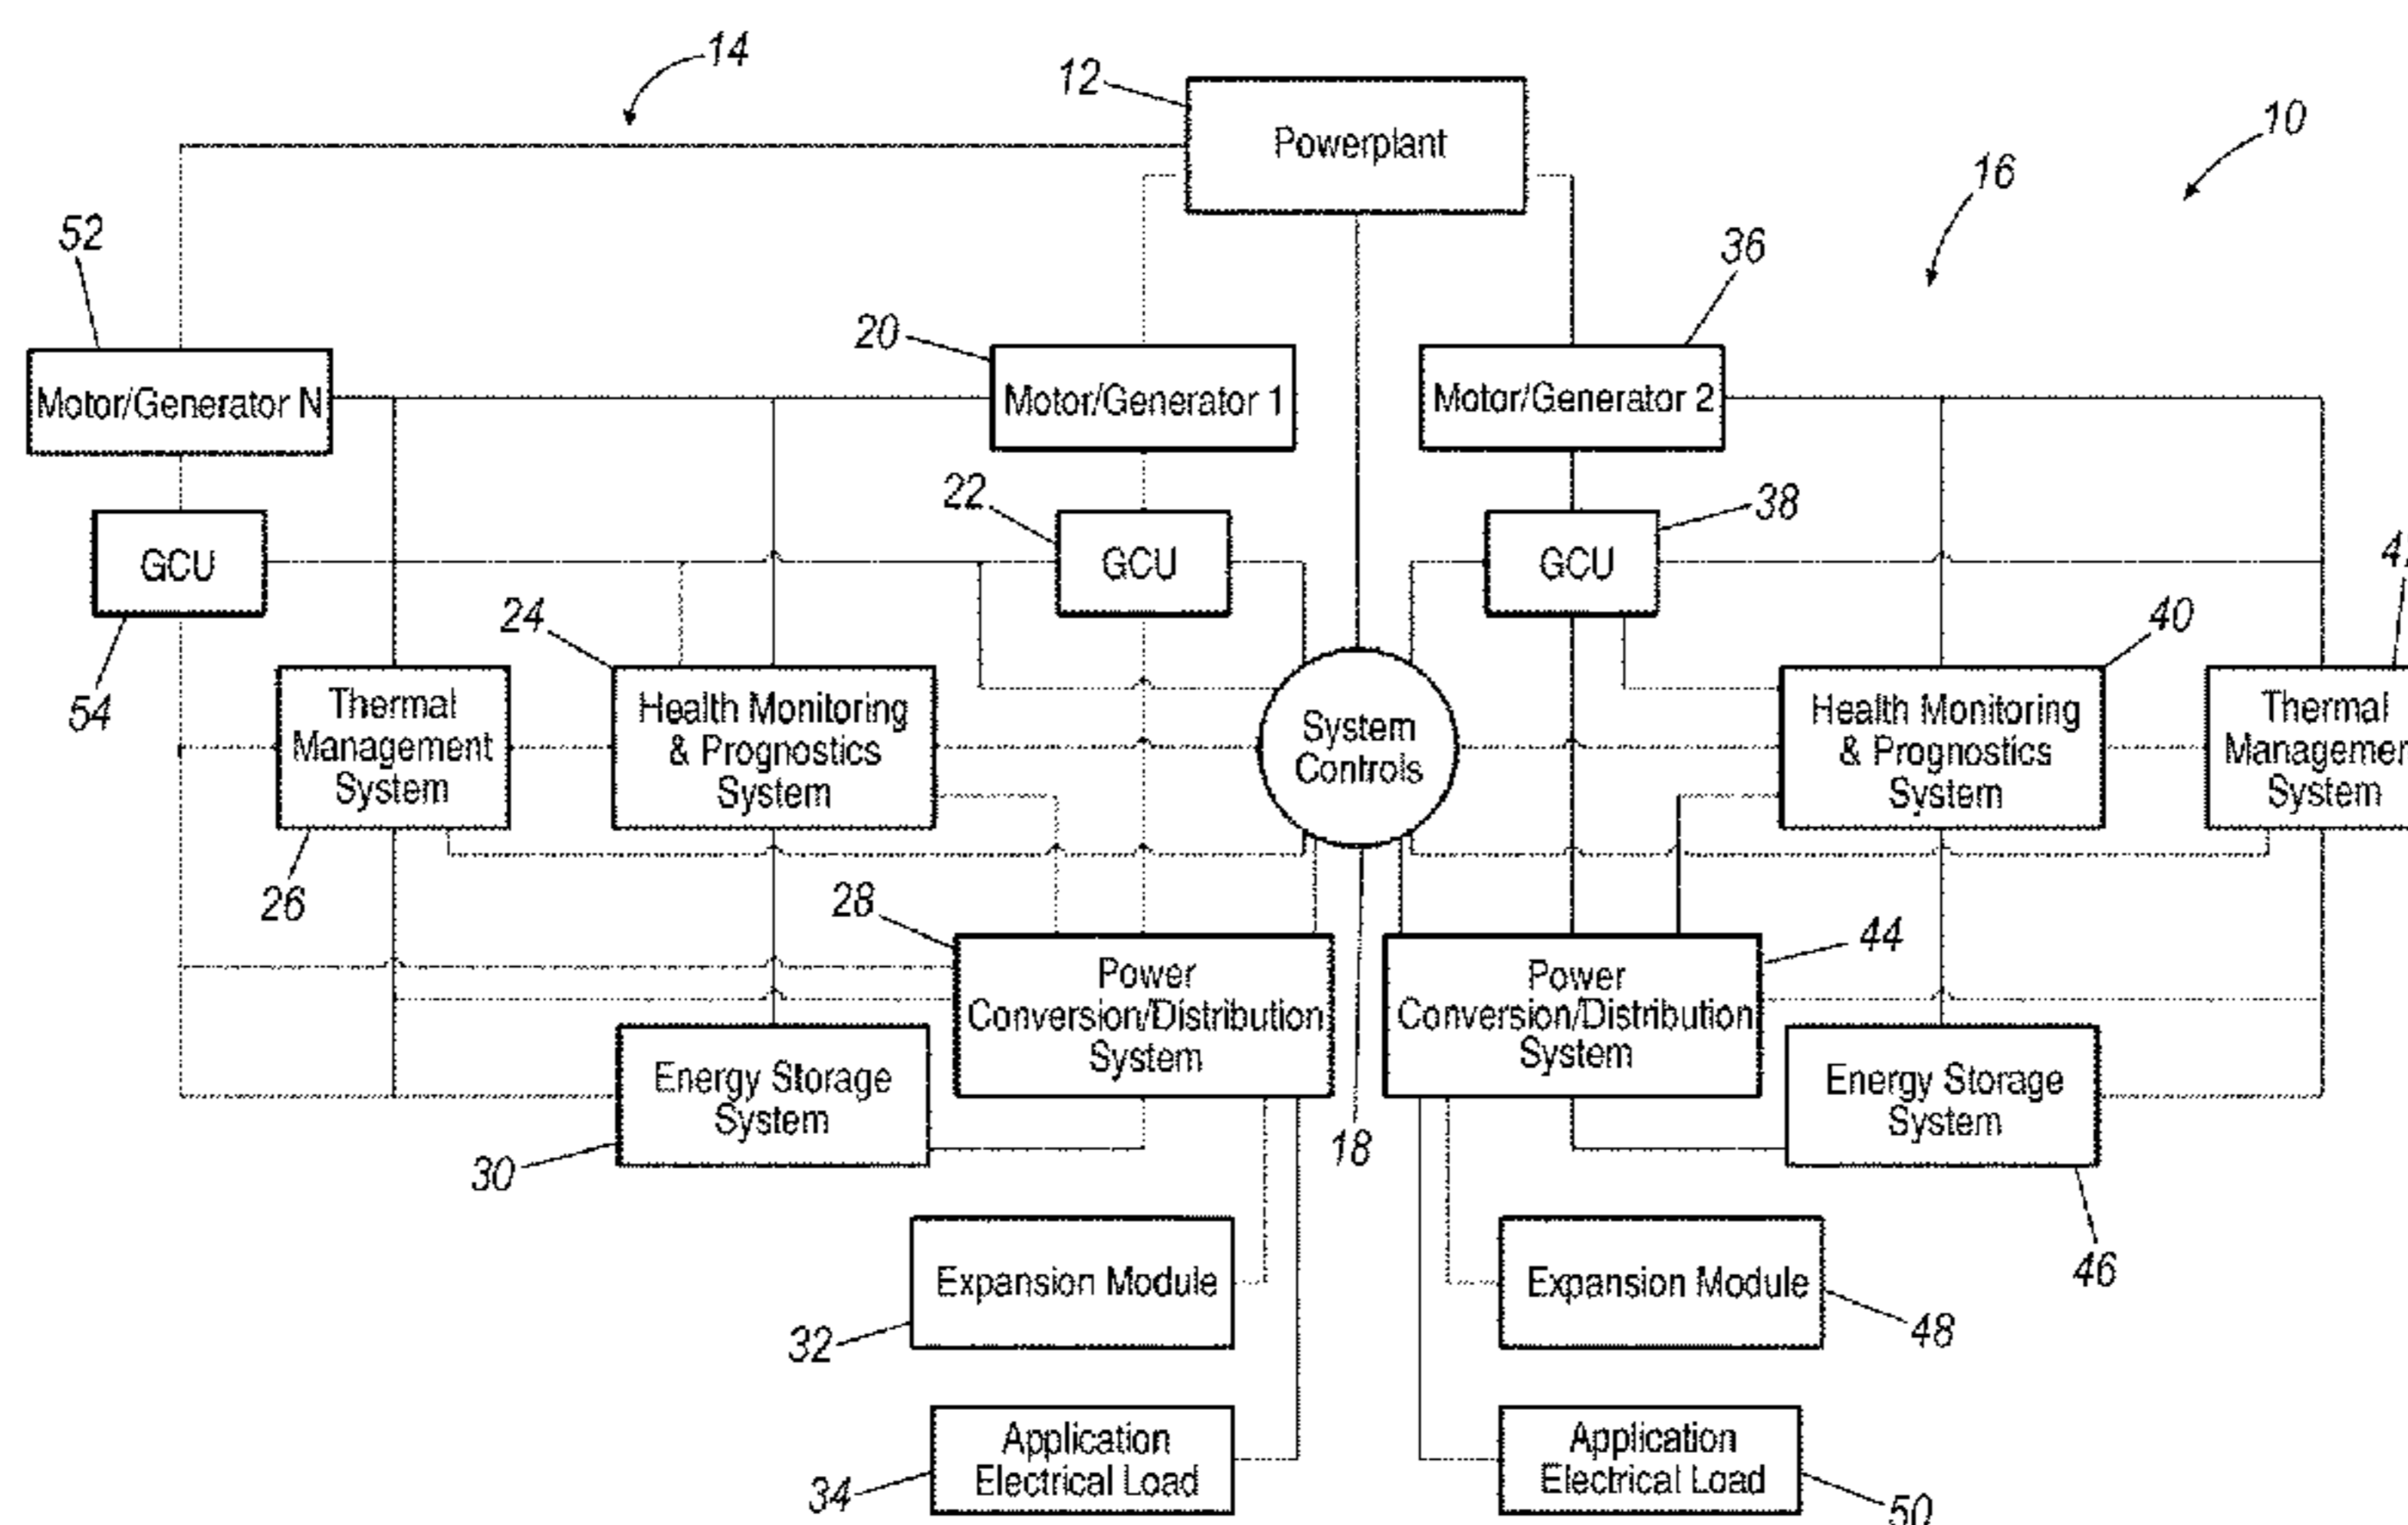 14
12
Powerplant
10
16
52
36
20
Motor/Generator N
Motor/Generator 1
Motor/Generator 2
22
38
GCU
GCU
GCU
54
24
40
Thermal
Management
System
Health Monitoring
& Prognostics
System
System
Controls
Health Monitoring
& Prognostics
System
Thermal
System
26
28
44
Power
Conversion/Distribution
System
Power
Conversion/Distribution
System
Energy Storage
System
Energy Storage
System
30
18
46
Expansion Module
Expansion Module
32
48
Application
Electrical Load
Application
Electrical Load
34
50